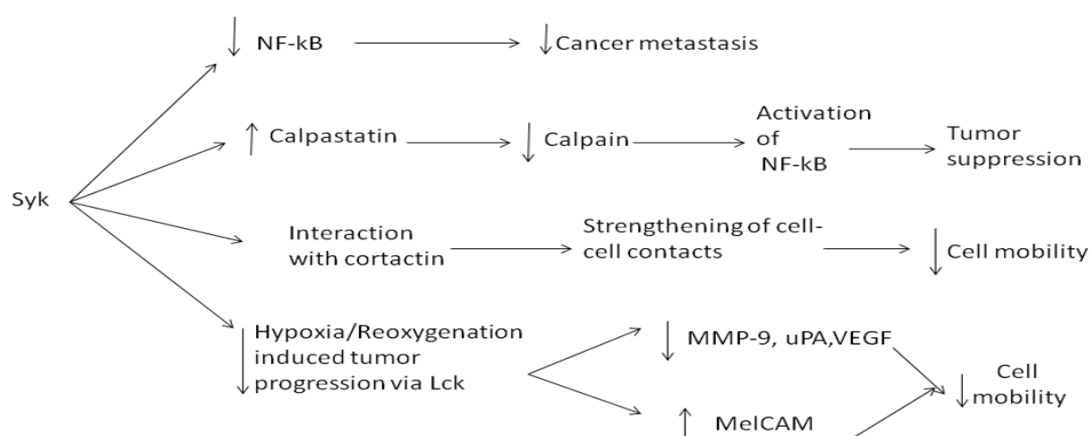 NF-kB
Cancer metastasis
Calpastatin
Calpain
Activation
of
NF-kB
Tumor
suppression
Syk
Interaction
with cortactin
Strengthening of cell-
cell contacts
Cell mobility
Hypoxia/Reoxygenation
induced tumor
progression via Lck
MMP-9, uPA,VEGF
MelCAM
Cell
mobility